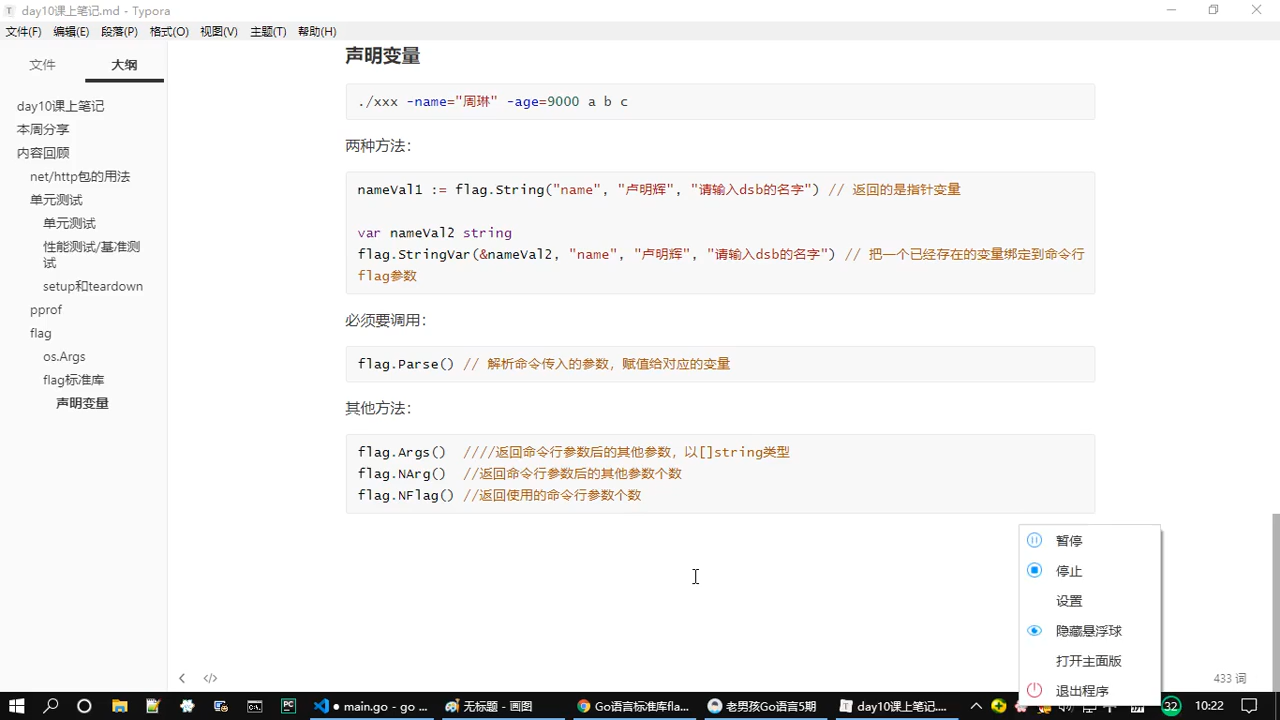 day10课上笔记.md - Typora
文件(F) 编辑(E) 段落(P) 格式(O) 视图(V) 主题(T) 帮助(H)
文件 大纲
day10课上笔记
本周分享
内容回顾
net/http包的用法
单元测试
单元测试
性能测试/基准测
试
setup和teardown
pprof
flag
os.Args
flag标准库
声明变量
声明变量
./xxx -name="周琳" -age=9000 a b c
两种方法：
nameVal1 := flag.String("name", "卢明辉", "请输入dsb的名字") // 返回的是指针变量
var nameVal2 string
flag.StringVar(&nameVal2, "name", "卢明辉", "请输入dsb的名字") // 把一个已经存在的变量绑定到命令行
flag参数
必须要调用：
flag.Parse() // 解析命令传入的参数，赋值给对应的变量
其他方法：
flag.Args() ////返回命令行参数后的其他参数，以[]string类型
flag.NArg() //返回命令行参数后的其他参数个数
flag.NFlag() //返回使用的命令行参数个数
暂停
停止
设置
隐藏悬浮球
打开主面版
退出程序
</> 433 词
main.go - go ... 无标题 - 画图 Go语言标准库fla... 老男孩Go语言5期 day10课上笔记.... 32 10:22